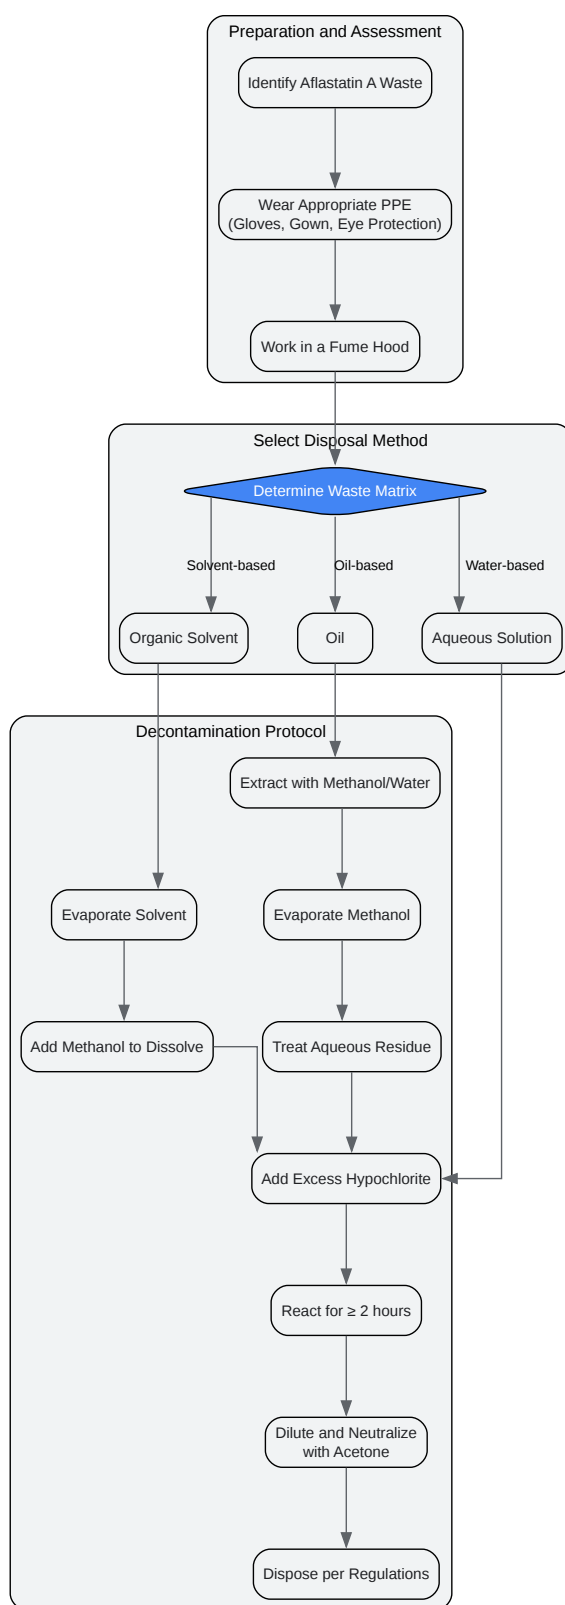 Preparation and Assessment
Identify Aflastatin A Waste
Wear Appropriate PPE
(Gloves, Gown, Eye Protection)
Work in a Fume Hood
Select Disposal Method
Determine Waste Matrix
Solvent-based
Oil-based
Water-based
Organic Solvent
Oil
Aqueous Solution
Decontamination Protocol
Extract with Methanol/Water
Evaporate Solvent
Evaporate Methanol
Add Methanol to Dissolve
Treat Aqueous Residue
Add Excess Hypochlorite
React for ≥ 2 hours
Dilute and Neutralize
with Acetone
Dispose per Regulations